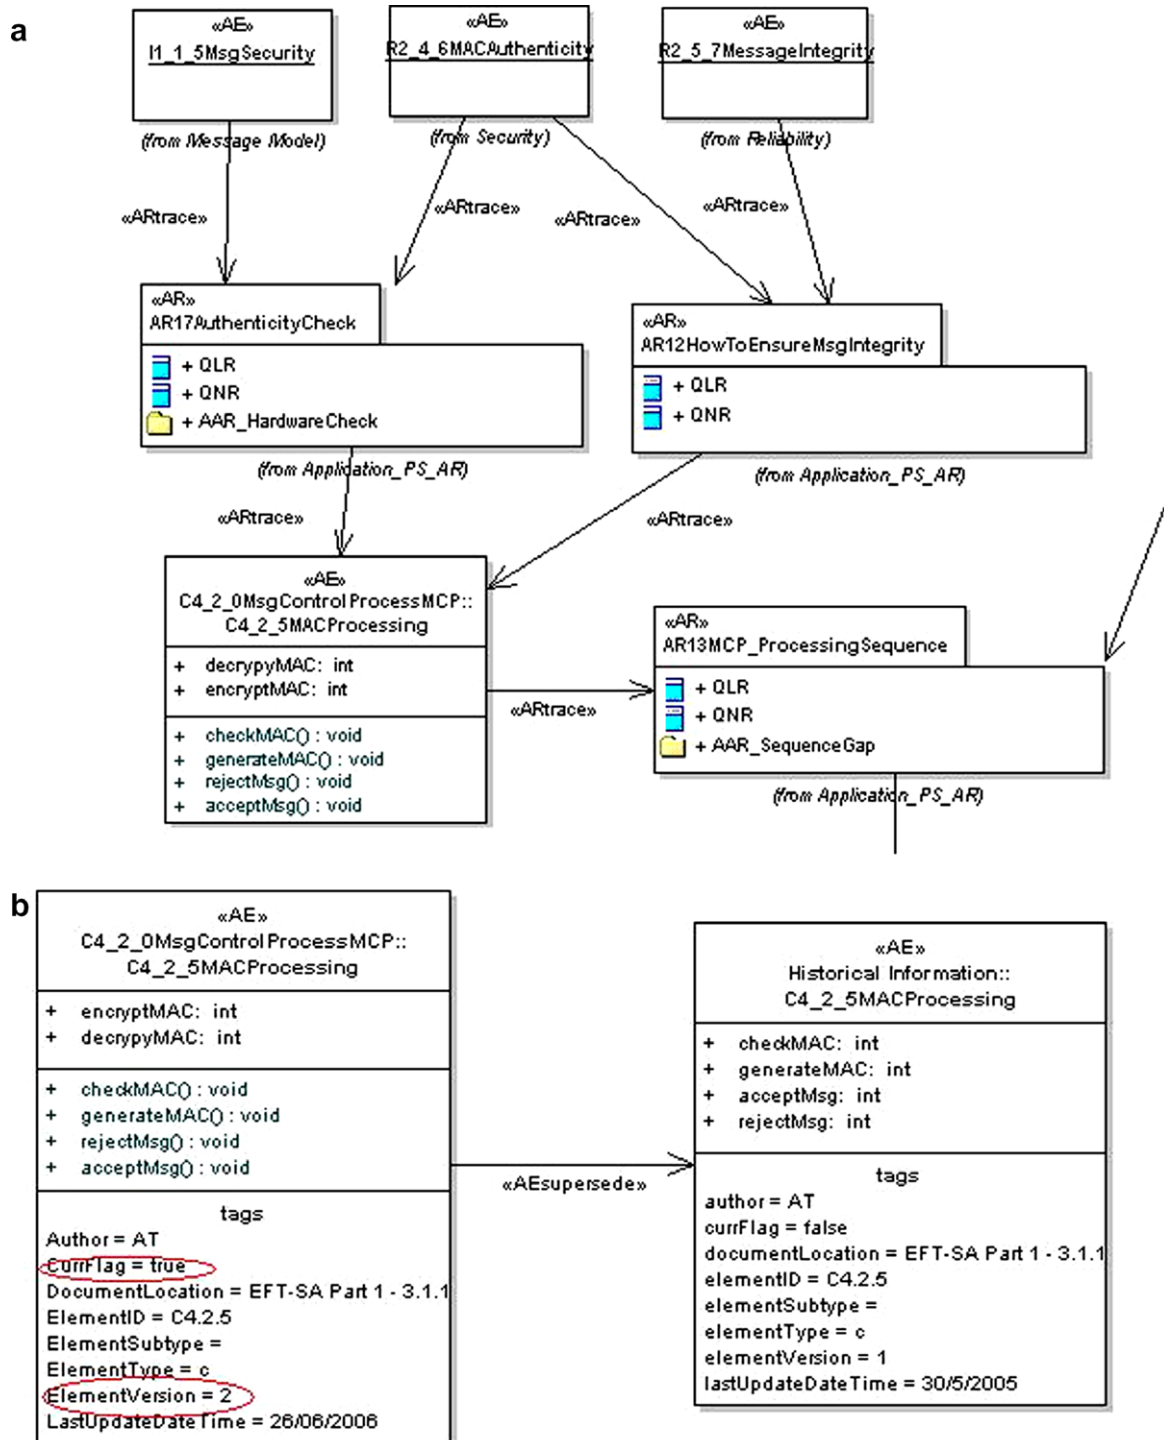 a
«AE»
I1_1_5MsgSecurity
(from Message Model)
«AE»
R2_4_6MACAuthenticity
(from Security)
«AE»
R2_5_7MessageIntegrity
(from Reliability)
«ARtrace»
«ARtrace»
«ARtrace»
«ARtrace»
«AR»
AR17AuthenticityCheck
+ QLR
+ QNR
+ AAR_HardwareCheck
(from Application_PS_AR)
«AR»
AR12HowToEnsureMsgIntegrity
+ QLR
+ QNR
(from Application_PS_AR)
«ARtrace»
«ARtrace»
«AE»
C4_2_0MsgControlProcessMCP::
C4_2_5MACProcessing
+ decrypyMAC: int
+ encryptMAC: int
+ checkMAC() : void
+ generateMAC() : void
+ rejectMsg() : void
+ acceptMsg() : void
«ARtrace»
«AR»
AR13MCP_ProcessingSequence
+ QLR
+ QNR
+ AAR_SequenceGap
(from Application_PS_AR)
b
«AE»
C4_2_0MsgControlProcessMCP::
C4_2_5MACProcessing
+ encryptMAC: int
+ decrypyMAC: int
+ checkMAC() : void
+ generateMAC() : void
+ rejectMsg() : void
+ acceptMsg() : void
tags
Author = AT
CurrFlag = true
DocumentLocation = EFT-SA Part 1 - 3.1.1
ElementID = C4.2.5
ElementSubtype =
ElementType = c
ElementVersion = 2
LastUpdateDateTime = 26/06/2006
«AEsupersede»
«AE»
Historical Information::
C4_2_5MACProcessing
+ checkMAC: int
+ generateMAC: int
+ acceptMsg: int
+ rejectMsg: int
tags
author = AT
currFlag = false
documentLocation = EFT-SA Part 1 - 3.1.1
elementID = C4.2.5
elementSubtype =
elementType = c
elementVersion = 1
lastUpdateDateTime = 30/5/2005